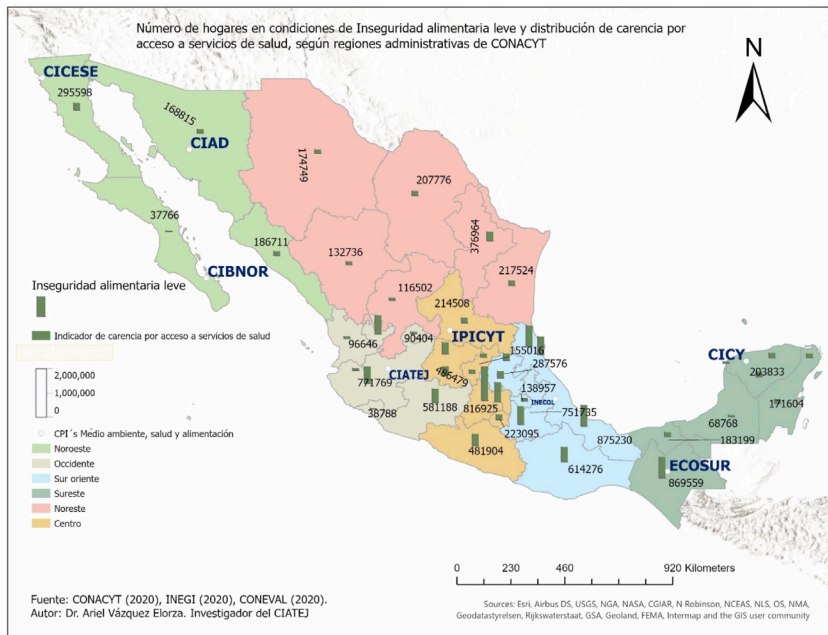 Número de hogares en condiciones de Inseguridad alimentaria leve y distribución de carencia por
acceso a servicios de salud, según regiones administrativas de CONACYT
N
CICESE
295598
168815
CIAD
174749
207776
37766
186711
CIBNOR
132736
376964
217524
116502
214508
96646
90404
IPICYT
155016
287576
CIATEJ
486479
771769
38788
581188
816925
138957
INECOL
751735
223095
875230
481904
614276
CICY
203833
171604
68768
183199
ECOSUR
869559
Inseguridad alimentaria leve
Indicador de carencia por acceso a servicios de salud
2,000,000
1,000,000
0
CPI´s Medio ambiente, salud y alimentación
Noroeste
Occidente
Sur oriente
Sureste
Noreste
Centro
0 230 460 920 Kilometers
Fuente: CONACYT (2020), INEGI (2020), CONEVAL (2020).
Autor: Dr. Ariel Vázquez Elorza. Investigador del CIATEJ
Sources: Esri, Airbus DS, USGS, NGA, NASA, CGIAR, N Robinson, NCEAS, NLS, OS, NMA,
Geodatastyrelsen, Rijkswaterstaat, GSA, Geoland, FEMA, Intermap and the GIS user community